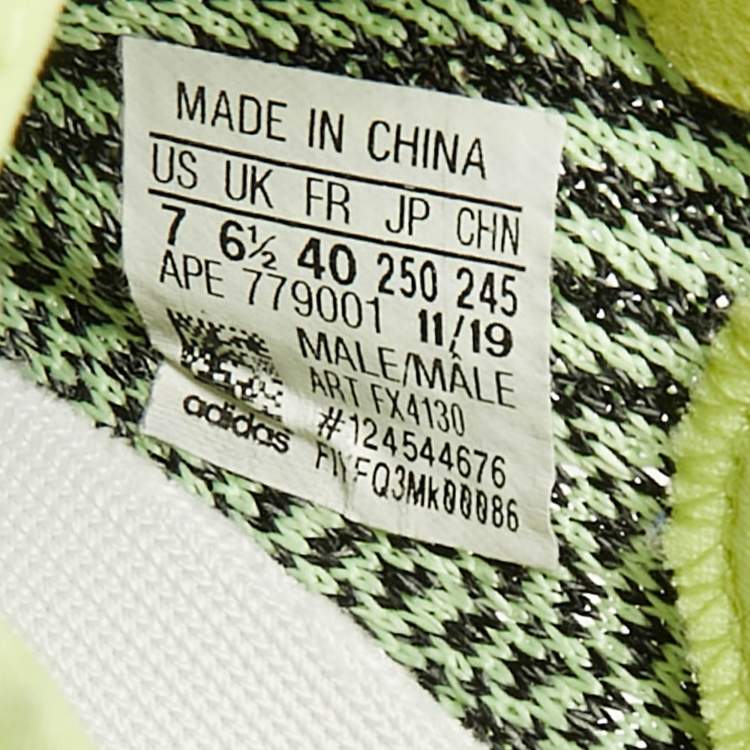 MADE IN CHINA
US UK FR JP CHN
7 6½ 40 250 245
APE 779001 11/19
MALE/MÂLE
ART FX4130
#124544676
adidas